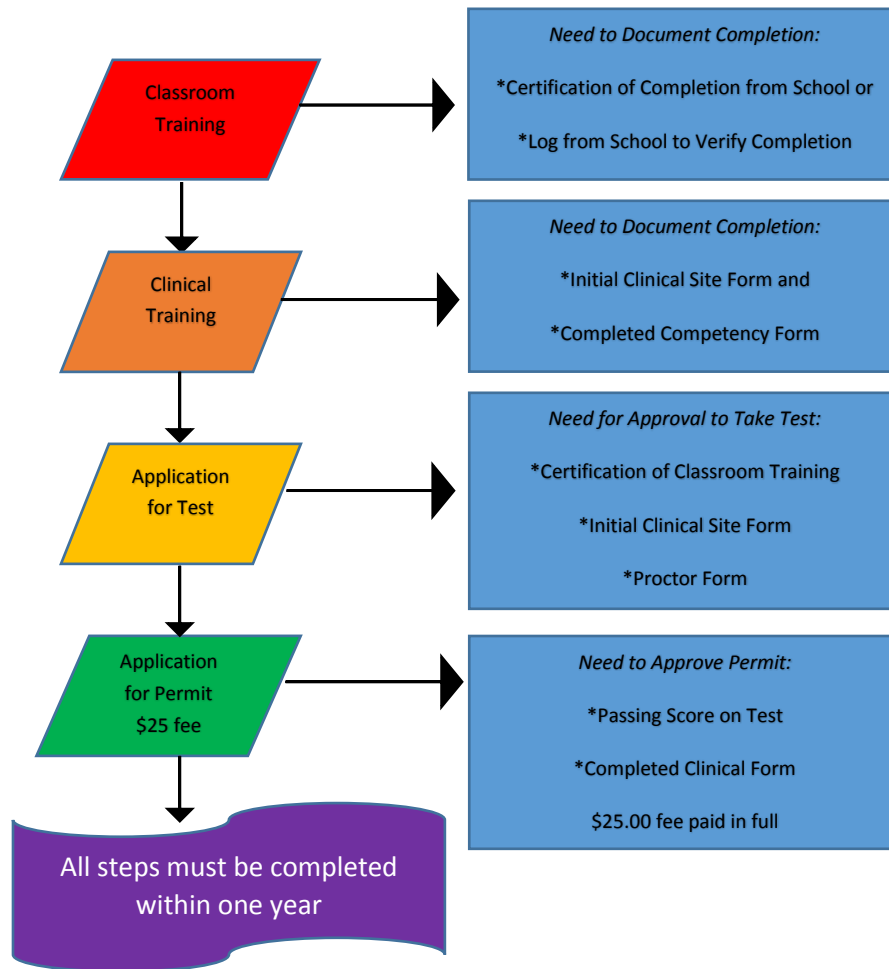 Classroom
Training
Need to Document Completion:
*Certification of Completion from School or
*Log from School to Verify Completion
Clinical
Training
Need to Document Completion:
*Initial Clinical Site Form and
*Completed Competency Form
Application
for Test
Need for Approval to Take Test:
*Certification of Classroom Training
*Initial Clinical Site Form
*Proctor Form
Application
for Permit
$25 fee
Need to Approve Permit:
*Passing Score on Test
*Completed Clinical Form
$25.00 fee paid in full
All steps must be completed
within one year